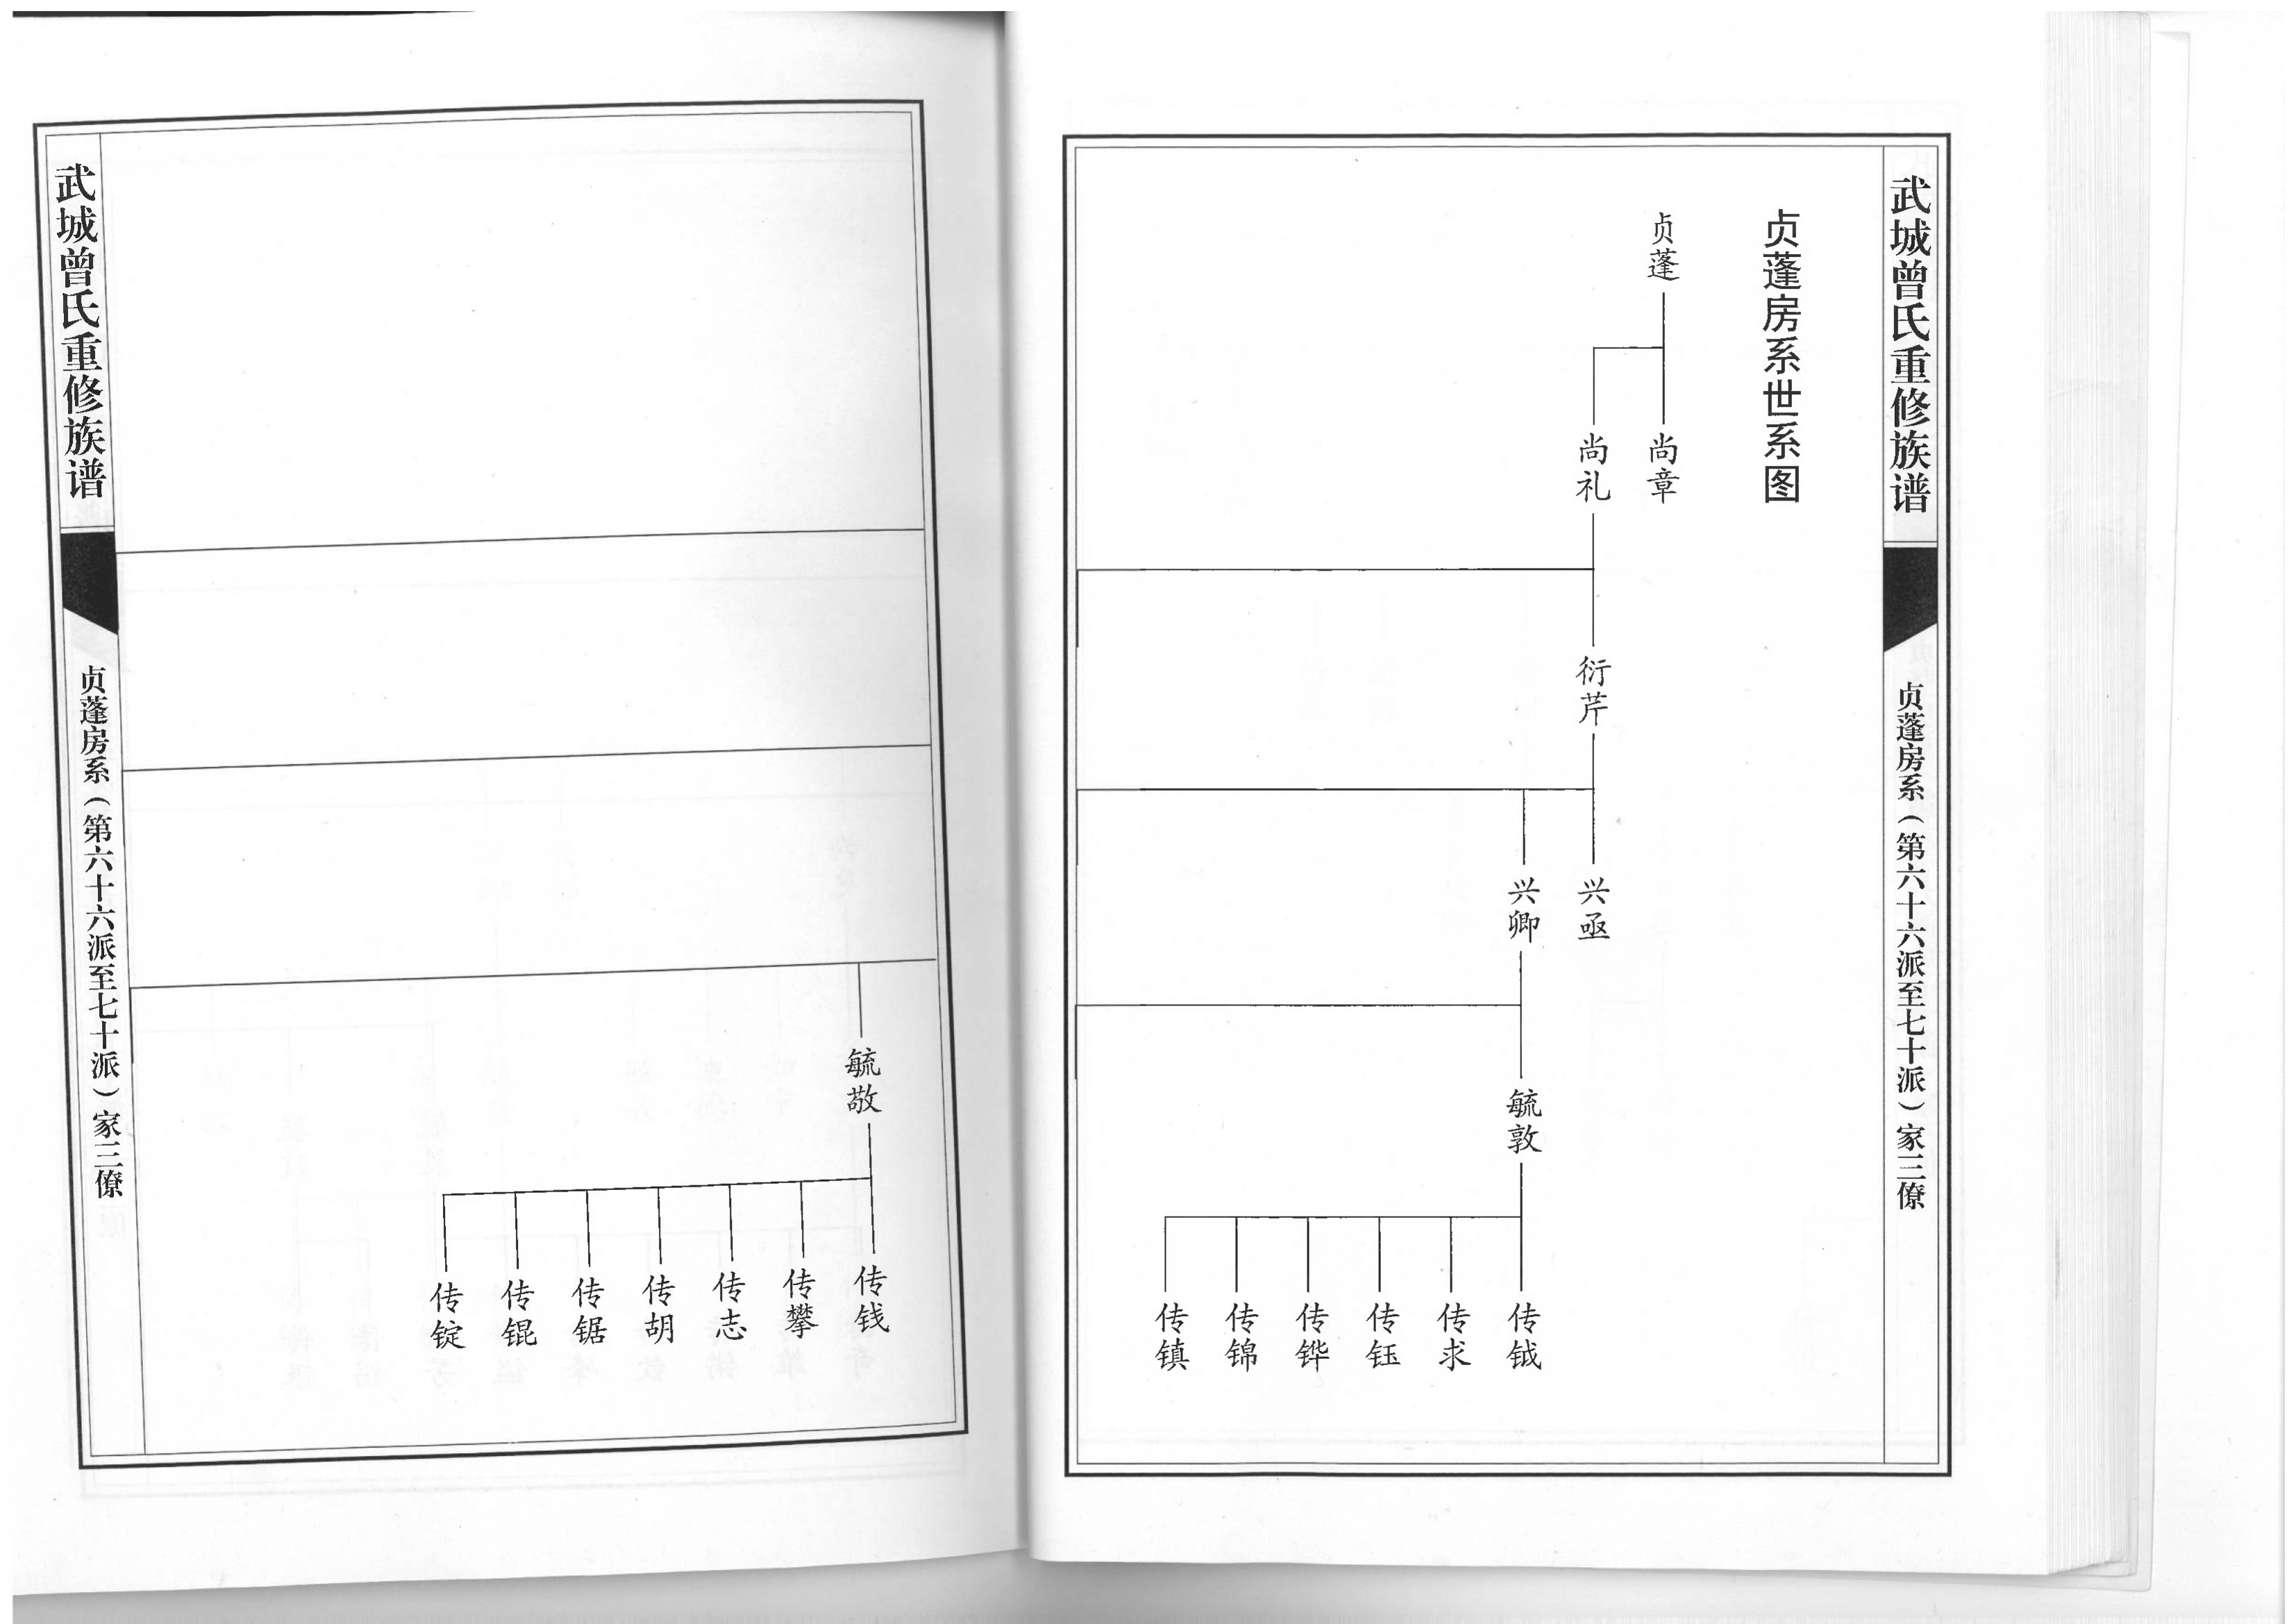 武城曾氏重修族谱
贞蓬房系（第六十六派至七十派）家三僚
贞蓬房系世系图
贞蓬
尚章
尚礼
衍芹
兴亟
兴卿
毓敦
传钺
传求
传钰
传铧
传锦
传镇
毓敬
传钱
传攀
传志
传胡
传锯
传锟
传锭
武城曾氏重修族谱
贞蓬房系（第六十六派至七十派）家三僚